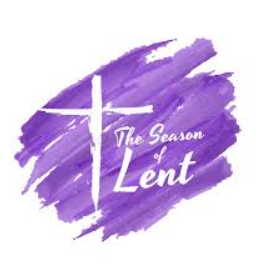 The Season
of
Lent